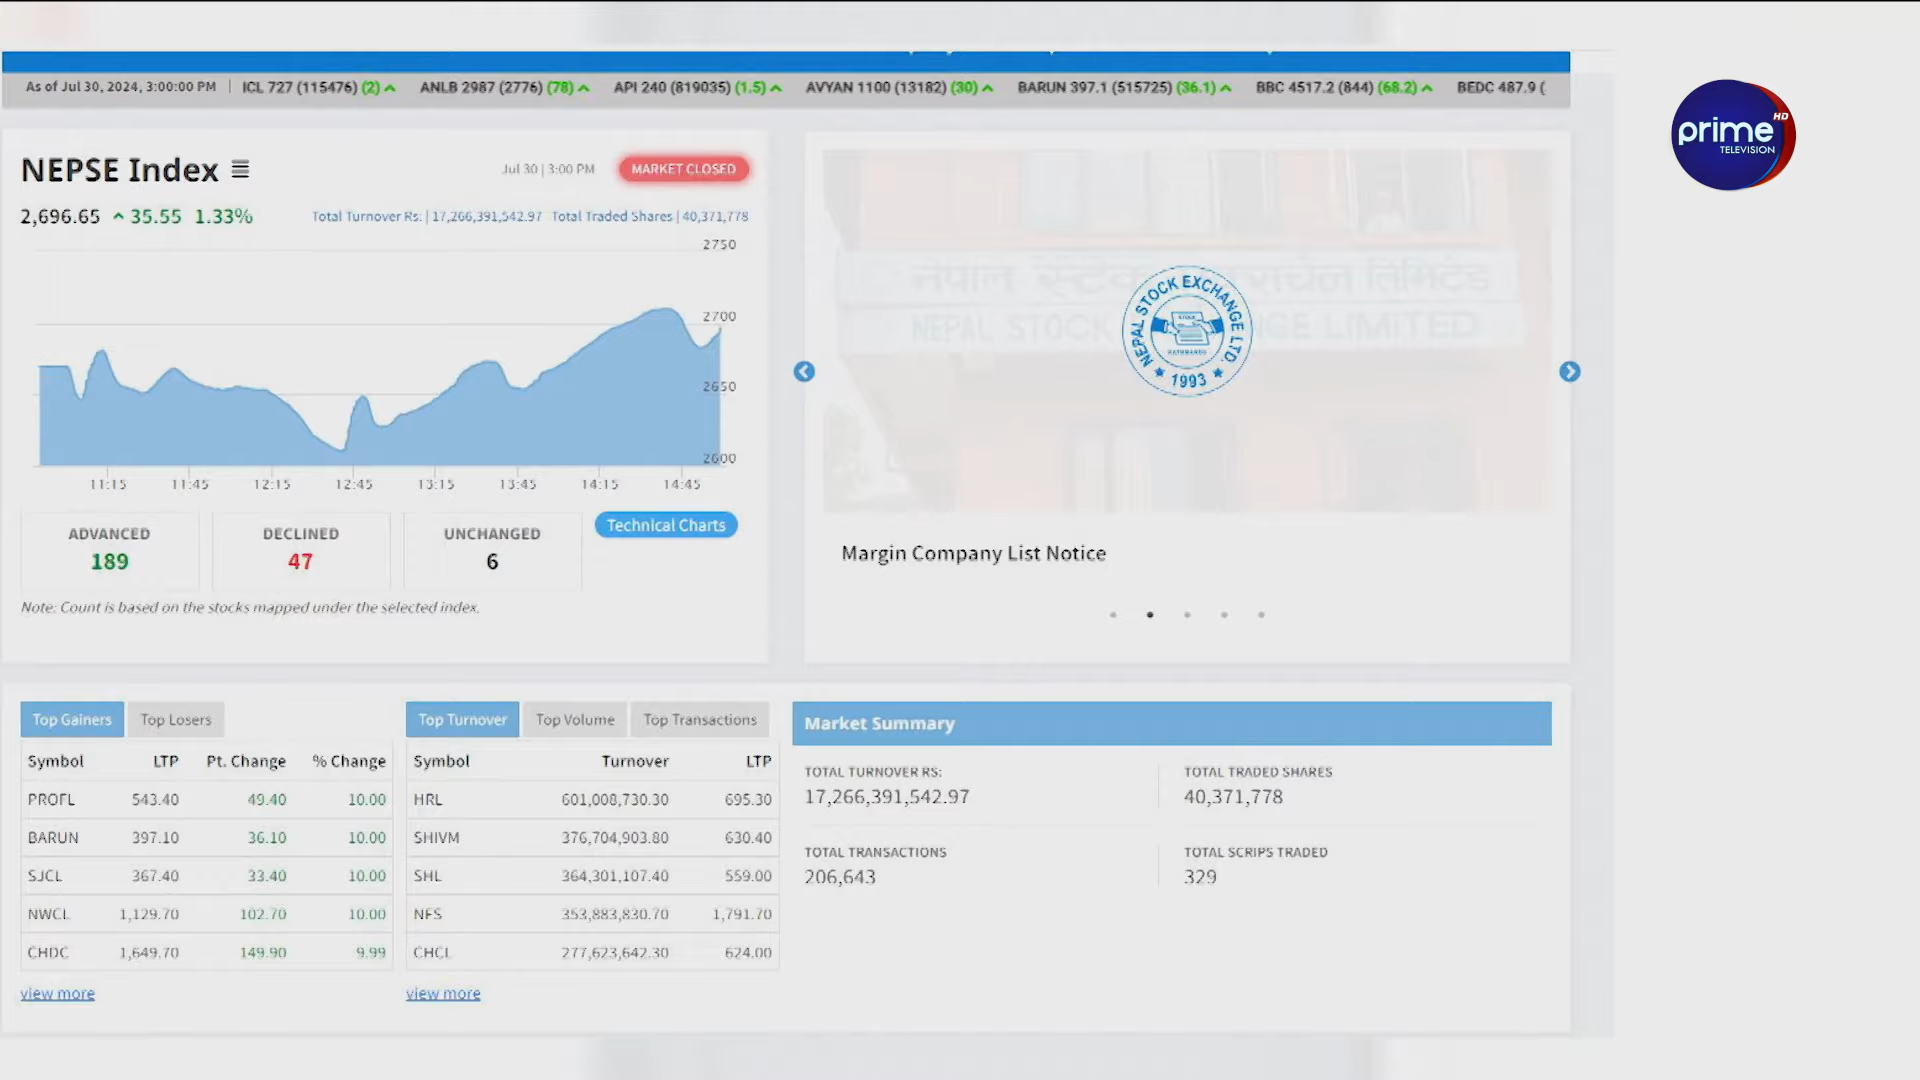 As of Jul 30, 2024, 3:00:00 PM
ICL 727 (115476) (2)
ANLB 2987 (2776) (78)
API 240 (819035) (1.5)
AVYAN 1100 (13182) (30)
BARUN 397.1 (515725) (36.1)
BBC 4517.2 (844) (68.2)
BEDC 487.9 (
prime HD
TELEVISION
NEPSE Index
Jul 30 | 3:00 PM
MARKET CLOSED
2,696.65 35.55 1.33%
Total Turnover Rs: | 17,266,391,542.97 Total Traded Shares | 40,371,778
2750
2700
2650
2600
11:15 11:45 12:15 12:45 13:15 13:45 14:15 14:45
ADVANCED
189
DECLINED
47
UNCHANGED
6
Technical Charts
Note: Count is based on the stocks mapped under the selected index.
नेपाल
लिमिटेड
NEPAL STOCK
LIMITED
NEPAL STOCK EXCHANGE LTD.
STOCK
KATHMANDU
1993
Margin Company List Notice
Top Gainers Top Losers
Symbol LTP Pt. Change % Change
PROFL 543.40 49.40 10.00
BARUN 397.10 36.10 10.00
SJCL 367.40 33.40 10.00
NWCL 1,129.70 102.70 10.00
CHDC 1,649.70 149.90 9.99
view more
Top Turnover Top Volume Top Transactions
Symbol Turnover LTP
HRL 601,008,730.30 695.30
SHIVM 376,704,903.80 630.40
SHL 364,301,107.40 559.00
NFS 353,883,830.70 1,791.70
CHCL 277,623,642.30 624.00
view more
Market Summary
TOTAL TURNOVER RS:
17,266,391,542.97
TOTAL TRADED SHARES
40,371,778
TOTAL TRANSACTIONS
206,643
TOTAL SCRIPS TRADED
329